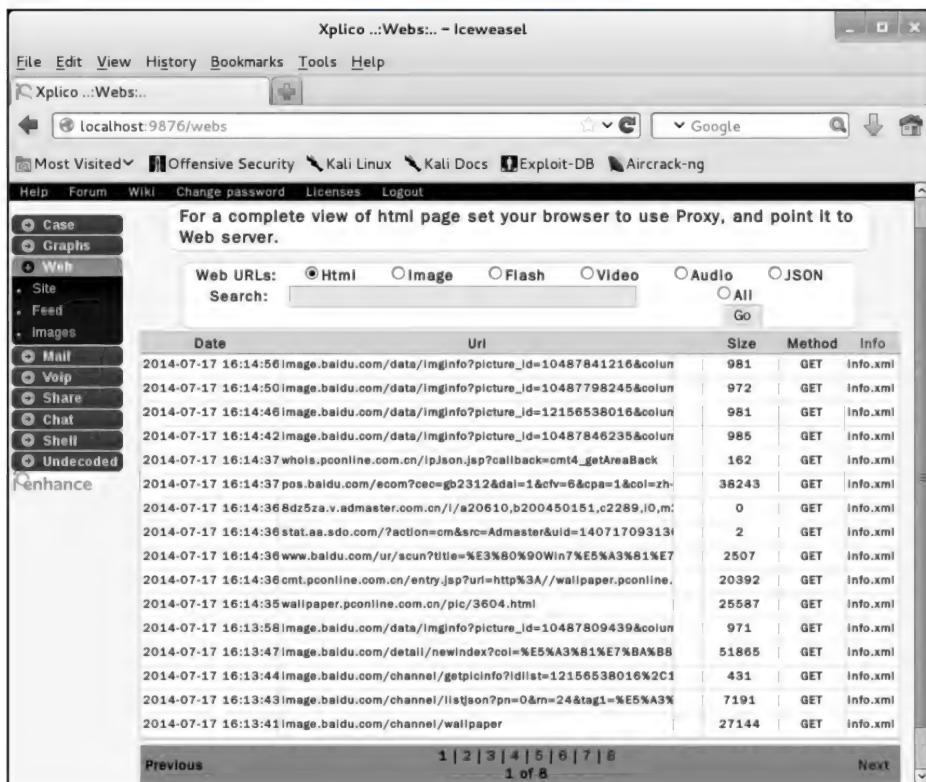 Xplico ..:Webs:.. – Iceweasel
File Edit View History Bookmarks Tools Help
Xplico ..:Webs:..
localhost:9876/webs
Google
Most Visited Offensive Security Kali Linux Kali Docs Exploit-DB Aircrack-ng
Help Forum Wiki Change password Licenses Logout
For a complete view of html page set your browser to use Proxy, and point it to
Web server.
Case
Graphs
Web
Site
Feed
Images
Mail
Voip
Share
Chat
Shell
Undecoded
enhance
Web URLs: Html Image Flash Video Audio JSON
Search: All
Go
Date Url Size Method Info
2014-07-17 16:14:56 image.baidu.com/data/imginfo?picture_id=10487841216&colum 981 GET info.xml
2014-07-17 16:14:50 image.baidu.com/data/imginfo?picture_id=10487798245&colum 972 GET info.xml
2014-07-17 16:14:46 image.baidu.com/data/imginfo?picture_id=12156538016&colum 981 GET info.xml
2014-07-17 16:14:42 image.baidu.com/data/imginfo?picture_id=10487846235&colum 985 GET info.xml
2014-07-17 16:14:37 whois.pconline.com.cn/ipJson.jsp?callback=cmt4_getAreaBack 162 GET info.xml
2014-07-17 16:14:37 pos.baidu.com/ecom?cec=gb2312&dai=1&cfv=6&cpa=1&col=zh- 38243 GET info.xml
2014-07-17 16:14:36 8dz5za.v.admaster.com.cn/i/a20610,b200450151,c2289,i0,m: 0 GET info.xml
2014-07-17 16:14:36 stat.aa.sdo.com/?action=cm&src=Admaster&uid=1407170931300 2 GET info.xml
2014-07-17 16:14:36 www.baidu.com/ur/scun?title=%E3%80%90Win7%E5%A3%81%E7 2507 GET info.xml
2014-07-17 16:14:36 cmt.pconline.com.cn/entry.jsp?url=http%3A//wallpaper.pconline. 20392 GET info.xml
2014-07-17 16:14:35 wallpaper.pconline.com.cn/pic/3604.html 25587 GET info.xml
2014-07-17 16:13:58 image.baidu.com/data/imginfo?picture_id=10487809439&colum 971 GET info.xml
2014-07-17 16:13:47 image.baidu.com/detail/newindex?col=%E5%A3%81%E7%BA%B8 51865 GET info.xml
2014-07-17 16:13:44 image.baidu.com/channel/getpicinfo?idlist=12156538016%2C1 431 GET info.xml
2014-07-17 16:13:43 image.baidu.com/channel/listjson?pn=0&rn=24&tag1=%E5%A3% 7191 GET info.xml
2014-07-17 16:13:41 image.baidu.com/channel/wallpaper 27144 GET info.xml
Previous 1 | 2 | 3 | 4 | 5 | 6 | 7 | 8 Next
1 of 8